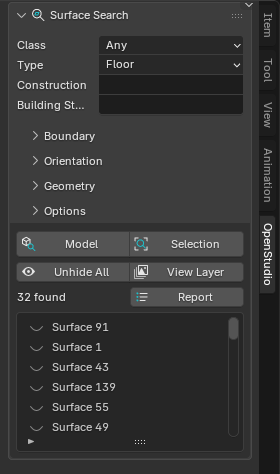 Surface Search
Class Any
Type Floor
Construction
Building St...
Boundary
Orientation
Geometry
Options
Model Selection
Unhide All View Layer
32 found Report
Surface 91
Surface 1
Surface 43
Surface 139
Surface 55
Surface 49
Item
Tool
View
Animation
OpenStudio